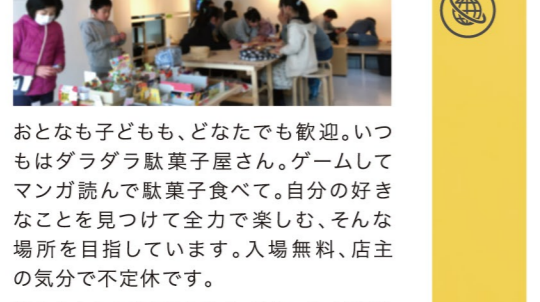 おとなも子どもも、どなたでも歓迎。いつ
もはダラダラ駄菓子屋さん。ゲームして
マンガ読んで駄菓子食べて。自分の好き
なことを見つけて全力で楽しむ、そんな
場所を目指しています。入場無料、店主
の気分で不定休です。